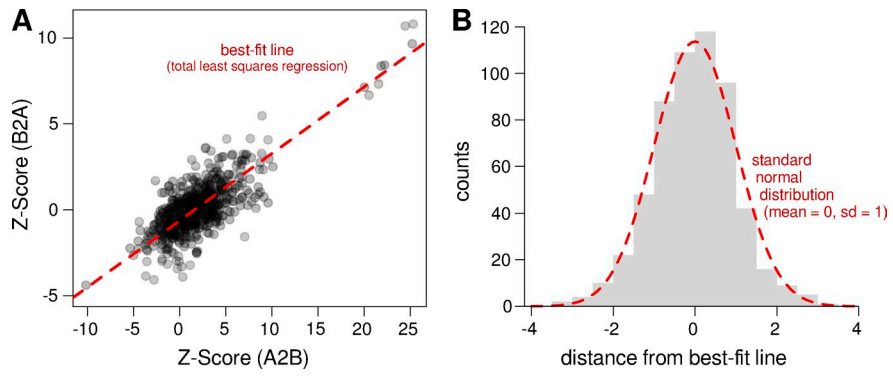 A
10
5
0
-5
Z-Score (B2A)
best-fit line
(total least squares regression)
-10
-5
0
5
10
15
20
25
Z-Score (A2B)
B
120
100
80
60
40
20
0
counts
standard
normal
distribution
(mean = 0, sd = 1)
-4
-2
0
2
4
distance from best-fit line